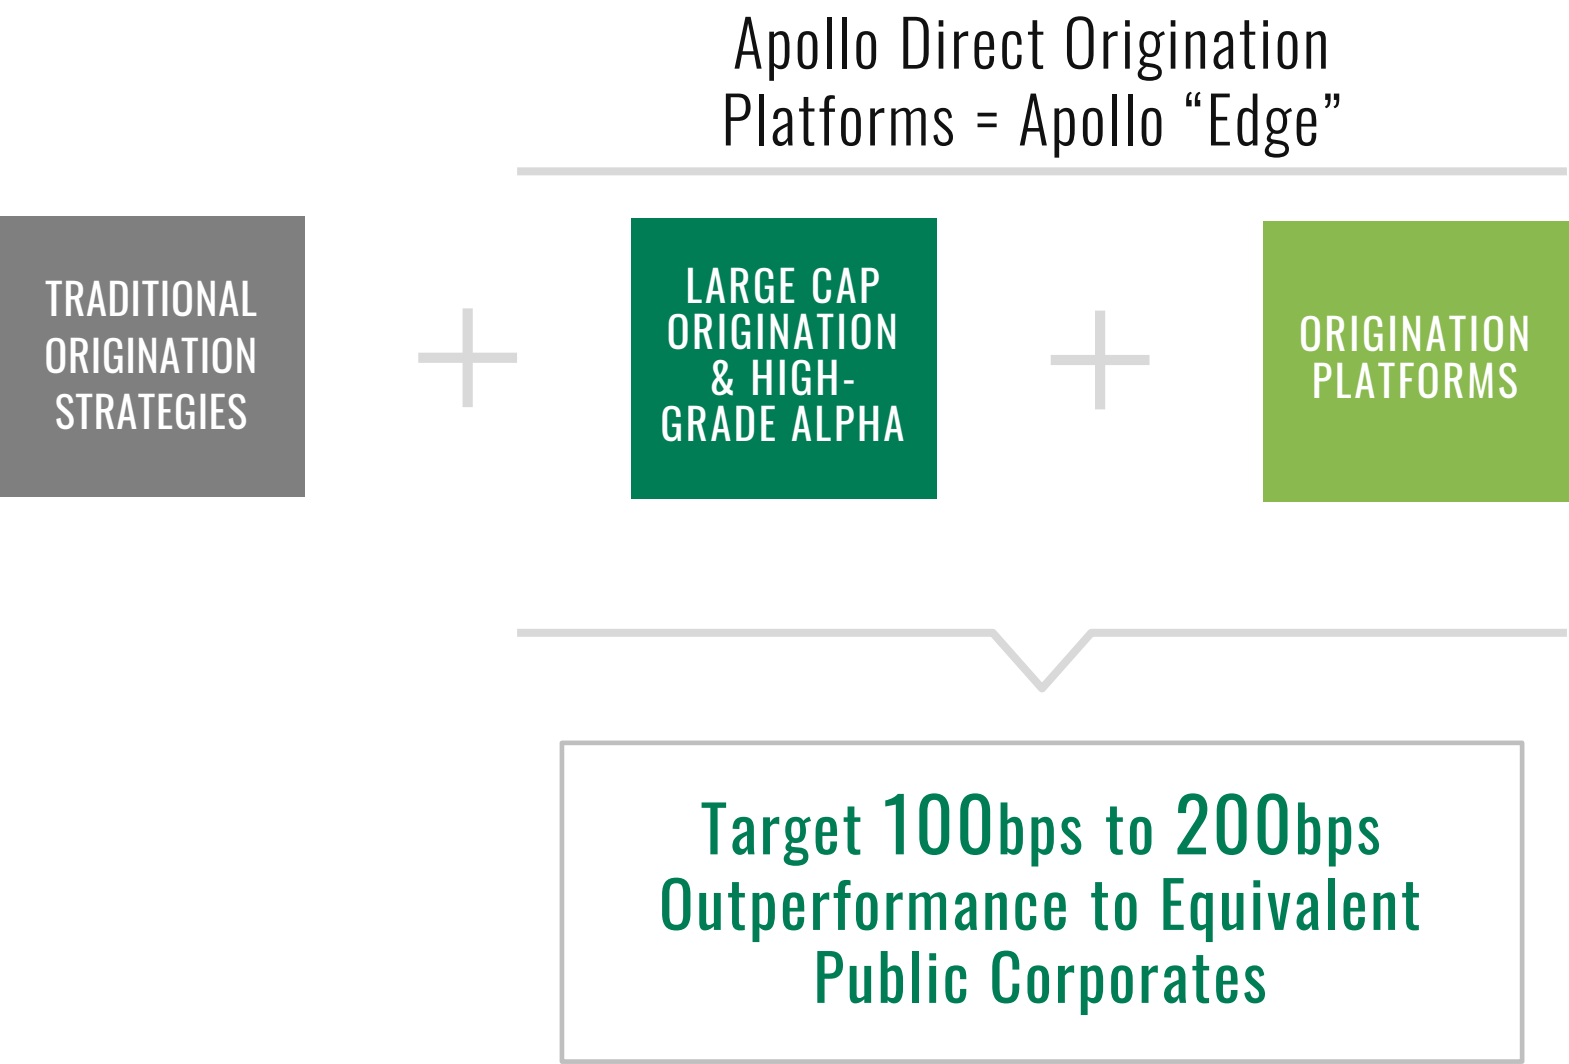 Apollo Direct Origination
Platforms = Apollo “Edge”
TRADITIONAL
ORIGINATION
STRATEGIES
LARGE CAP
ORIGINATION
& HIGH-
GRADE ALPHA
ORIGINATION
PLATFORMS
Target 100bps to 200bps
Outperformance to Equivalent
Public Corporates